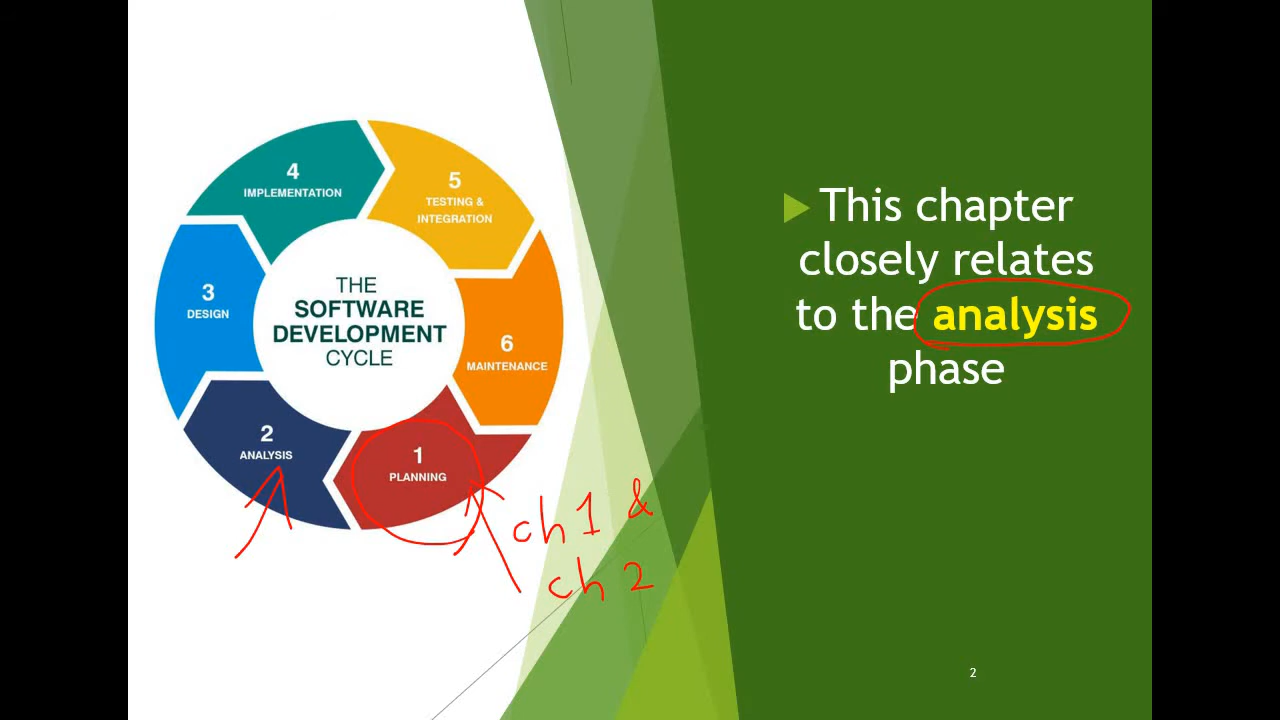 4
IMPLEMENTATION
5
TESTING &
INTEGRATION
3
DESIGN
THE
SOFTWARE
DEVELOPMENT
CYCLE
6
MAINTENANCE
2
ANALYSIS
1
PLANNING
ch 1 &
ch 2
This chapter
closely relates
to the analysis
phase
2